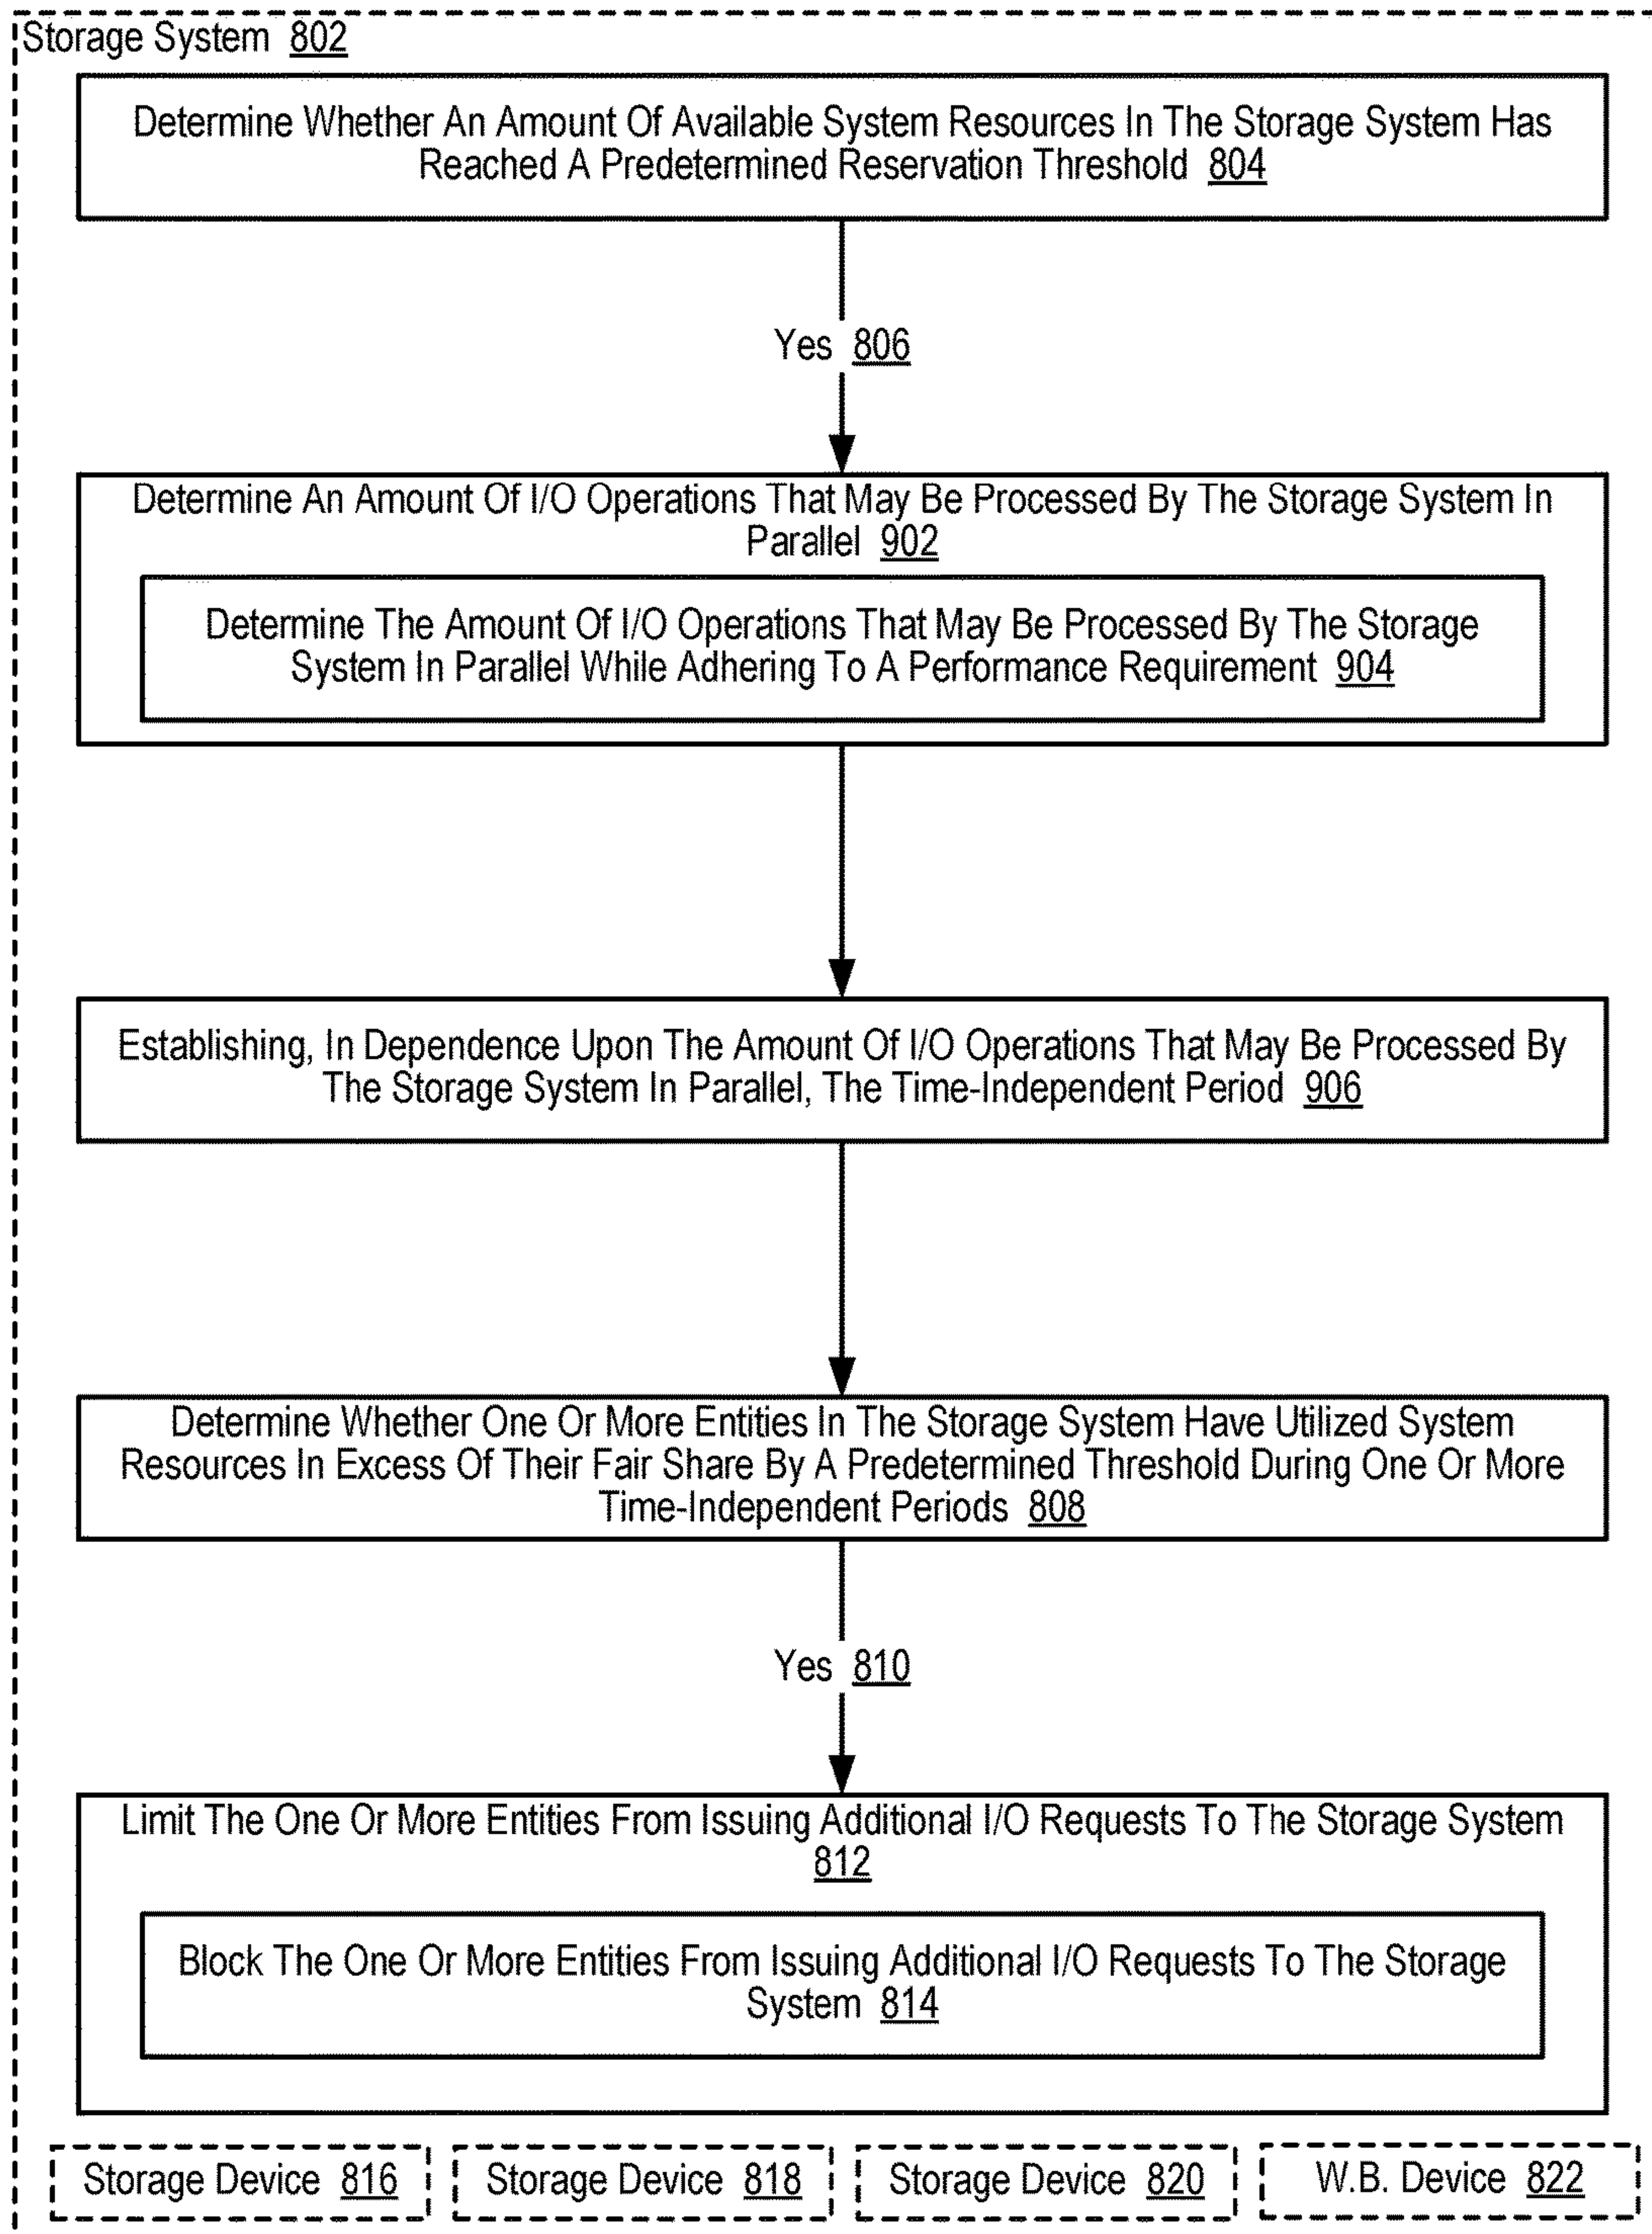 Storage System 802
Determine Whether An Amount Of Available System Resources In The Storage System Has
Reached A Predetermined Reservation Threshold 804
Yes 806
Determine An Amount Of I/O Operations That May Be Processed By The Storage System In
Parallel 902
Determine The Amount Of I/O Operations That May Be Processed By The Storage
System In Parallel While Adhering To A Performance Requirement 904
Establishing, In Dependence Upon The Amount Of I/O Operations That May Be Processed By
The Storage System In Parallel, The Time-Independent Period 906
Determine Whether One Or More Entities In The Storage System Have Utilized System
Resources In Excess Of Their Fair Share By A Predetermined Threshold During One Or More
Time-Independent Periods 808
Yes 810
Limit The One Or More Entities From Issuing Additional I/O Requests To The Storage System
812
Block The One Or More Entities From Issuing Additional I/O Requests To The Storage
System 814
Storage Device 816
Storage Device 818
Storage Device 820
W.B. Device 822